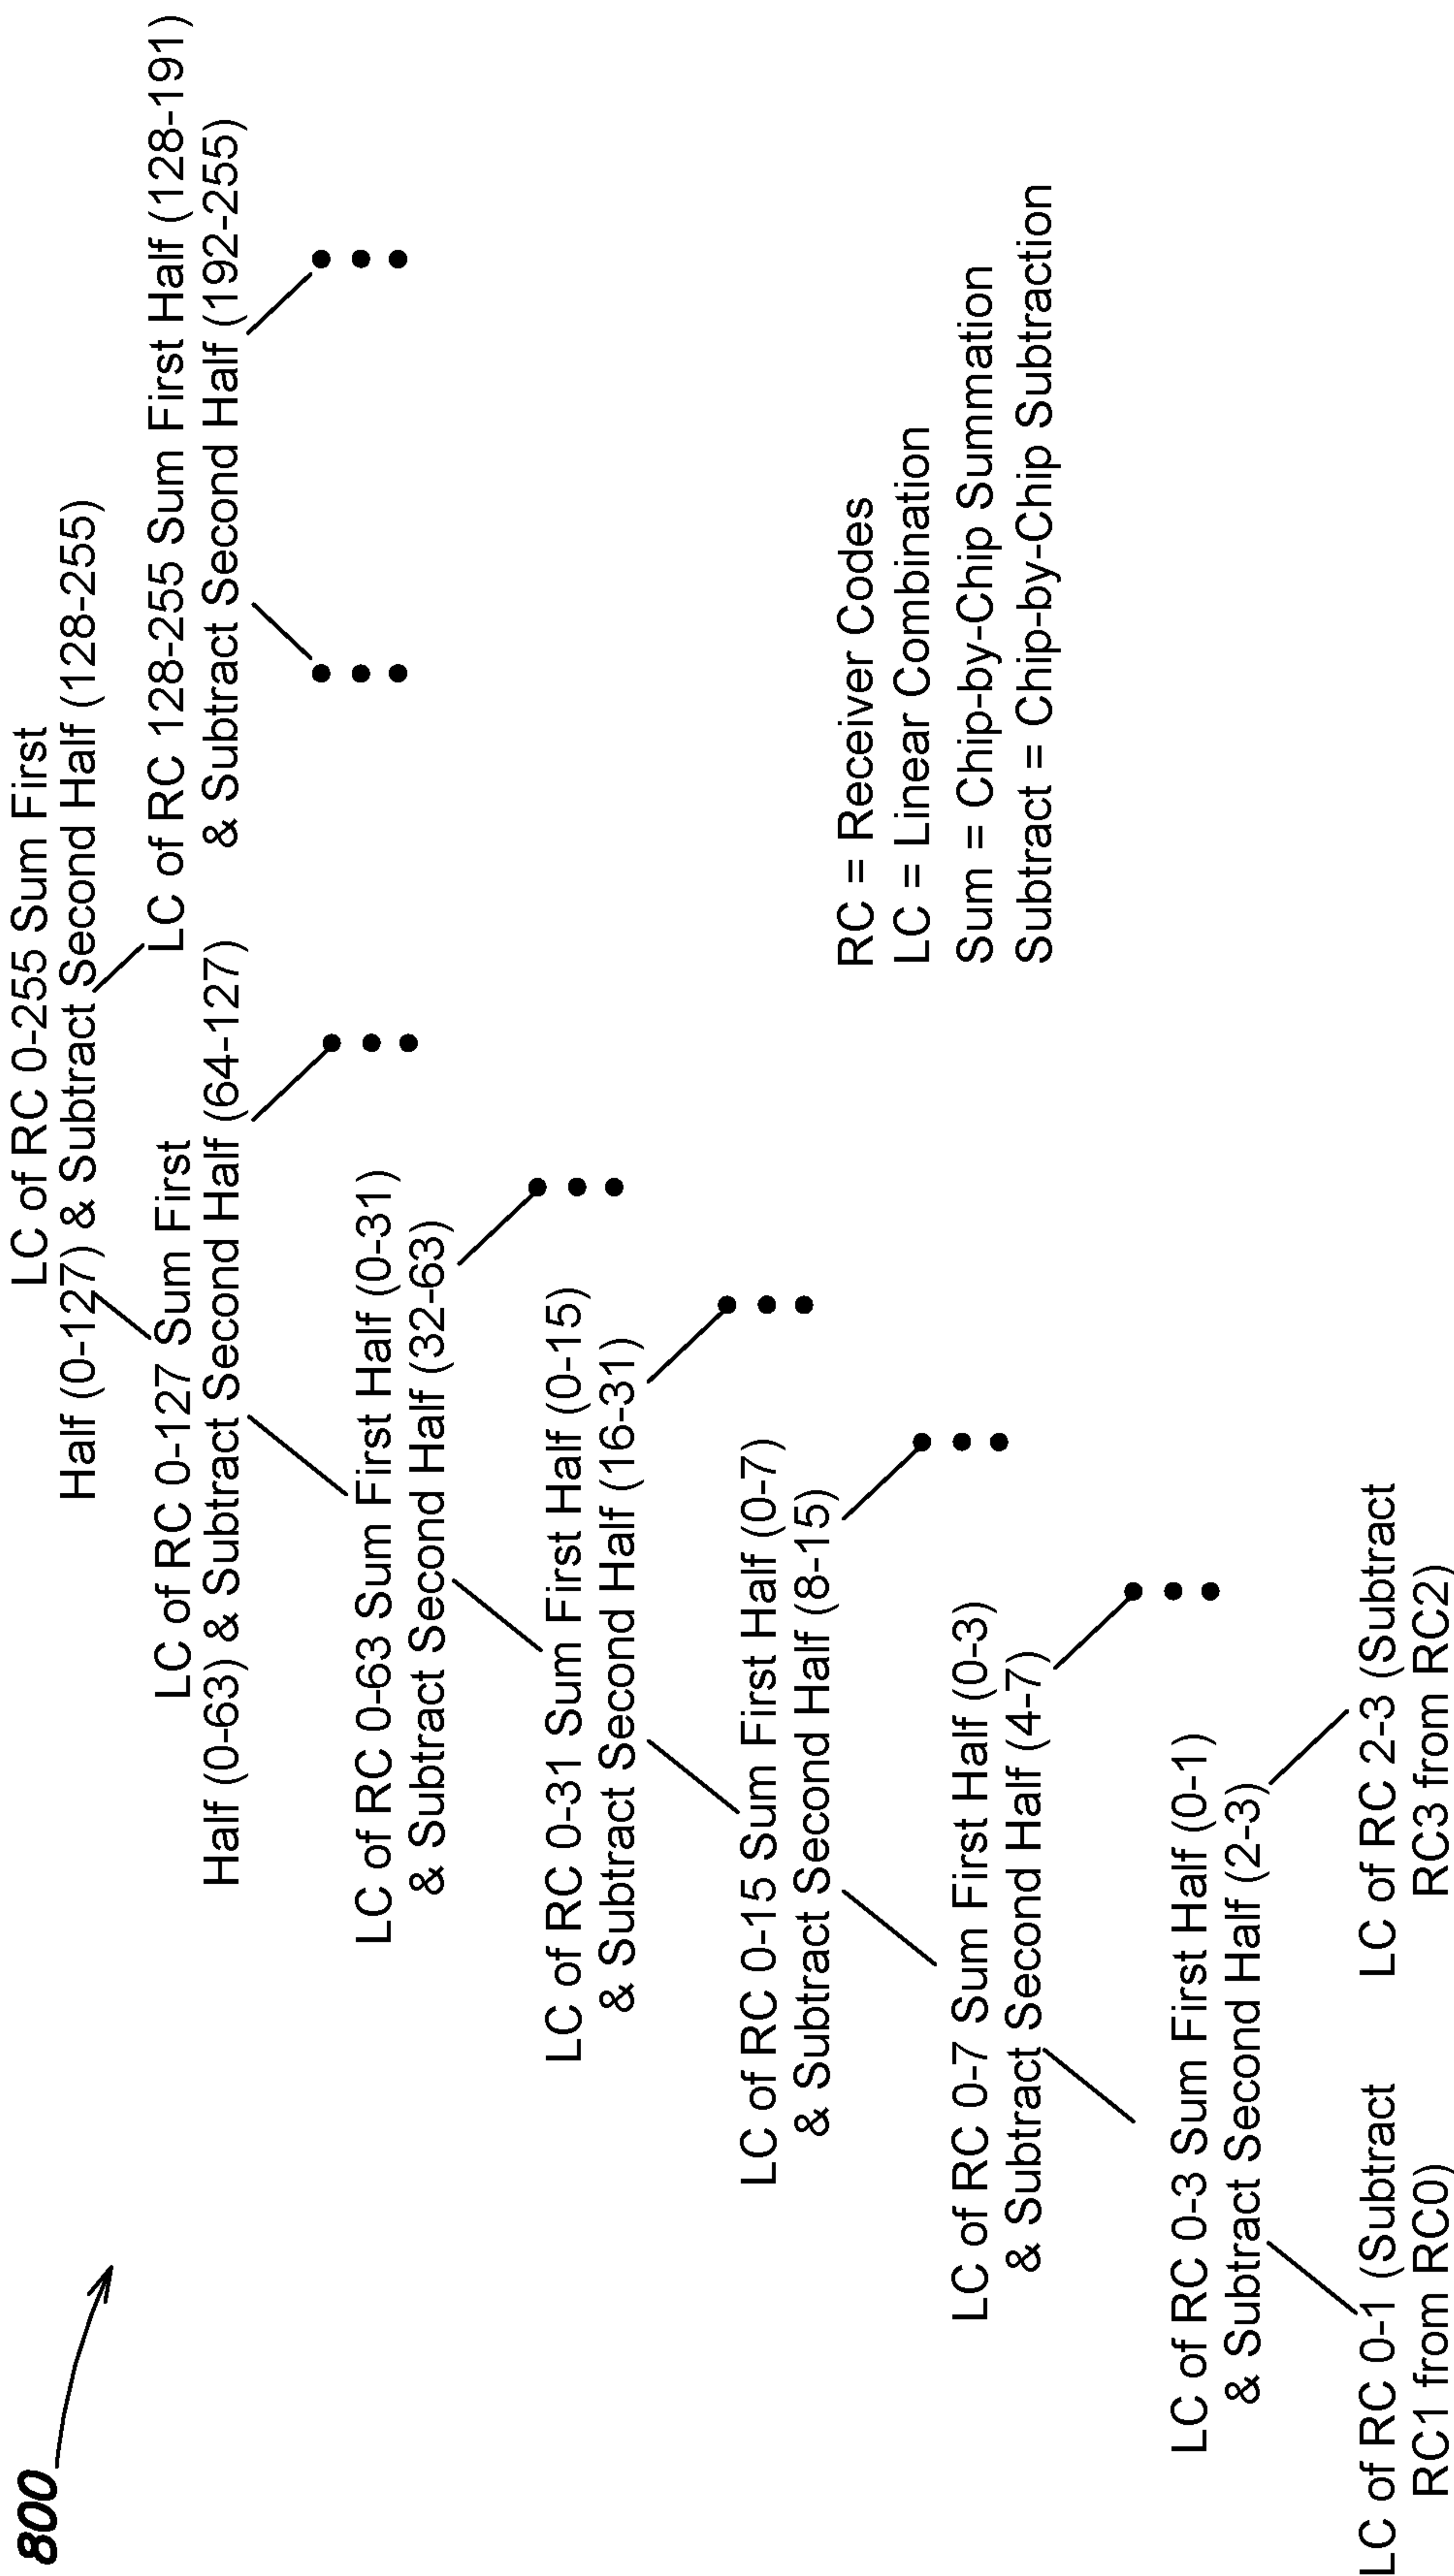 800
LC of RC 0-255 Sum First
Half (0-127) & Subtract Second Half (128-255)
LC of RC 0-127 Sum First
Half (0-63) & Subtract Second Half (64-127)
LC of RC 128-255 Sum First Half (128-191)
& Subtract Second Half (192-255)
LC of RC 0-63 Sum First Half (0-31)
& Subtract Second Half (32-63)
LC of RC 0-31 Sum First Half (0-15)
& Subtract Second Half (16-31)
LC of RC 0-15 Sum First Half (0-7)
& Subtract Second Half (8-15)
LC of RC 0-7 Sum First Half (0-3)
& Subtract Second Half (4-7)
LC of RC 0-3 Sum First Half (0-1)
& Subtract Second Half (2-3)
LC of RC 0-1 (Subtract
RC1 from RC0)
LC of RC 2-3 (Subtract
RC3 from RC2)
RC = Receiver Codes
LC = Linear Combination
Sum = Chip-by-Chip Summation
Subtract = Chip-by-Chip Subtraction